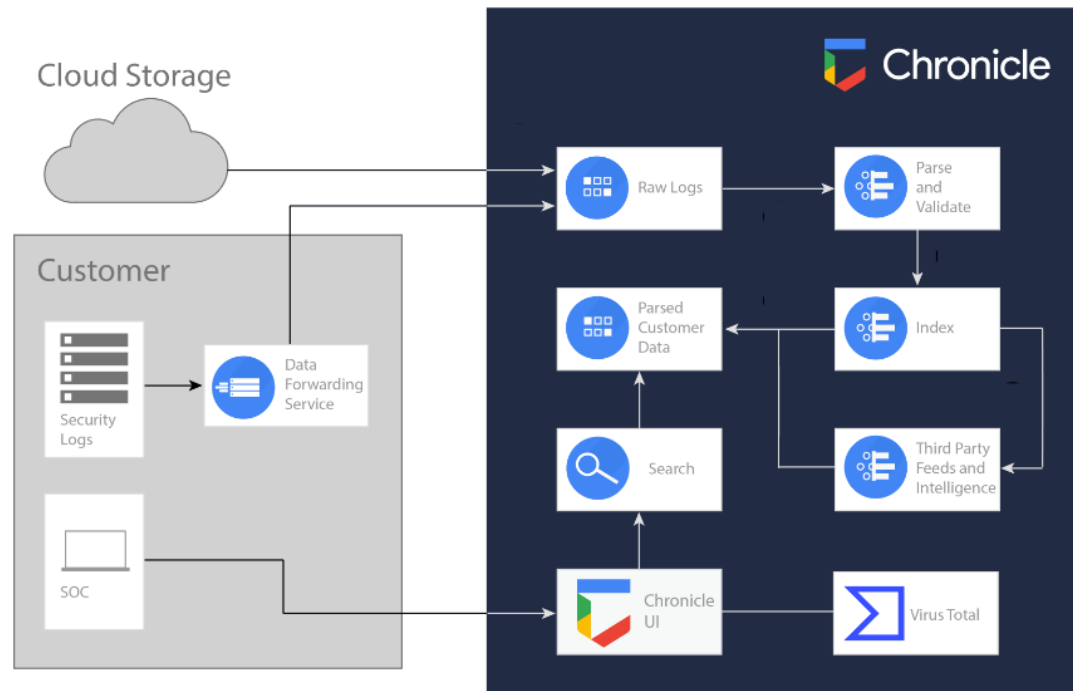 Cloud Storage
Chronicle
Raw Logs
Parse
and
Validate
Customer
Security
Logs
Data
Forwarding
Service
Parsed
Customer
Data
Index
Search
Third Party
Feeds and
Intelligence
SOC
Chronicle
UI
Virus Total